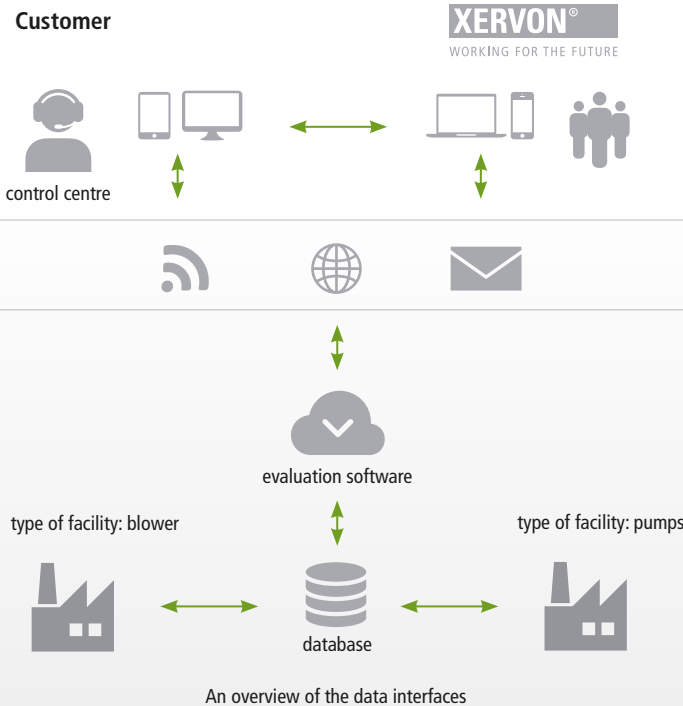 Customer
XERVON®
WORKING FOR THE FUTURE
control centre
evaluation software
type of facility: blower
type of facility: pumps
database
An overview of the data interfaces